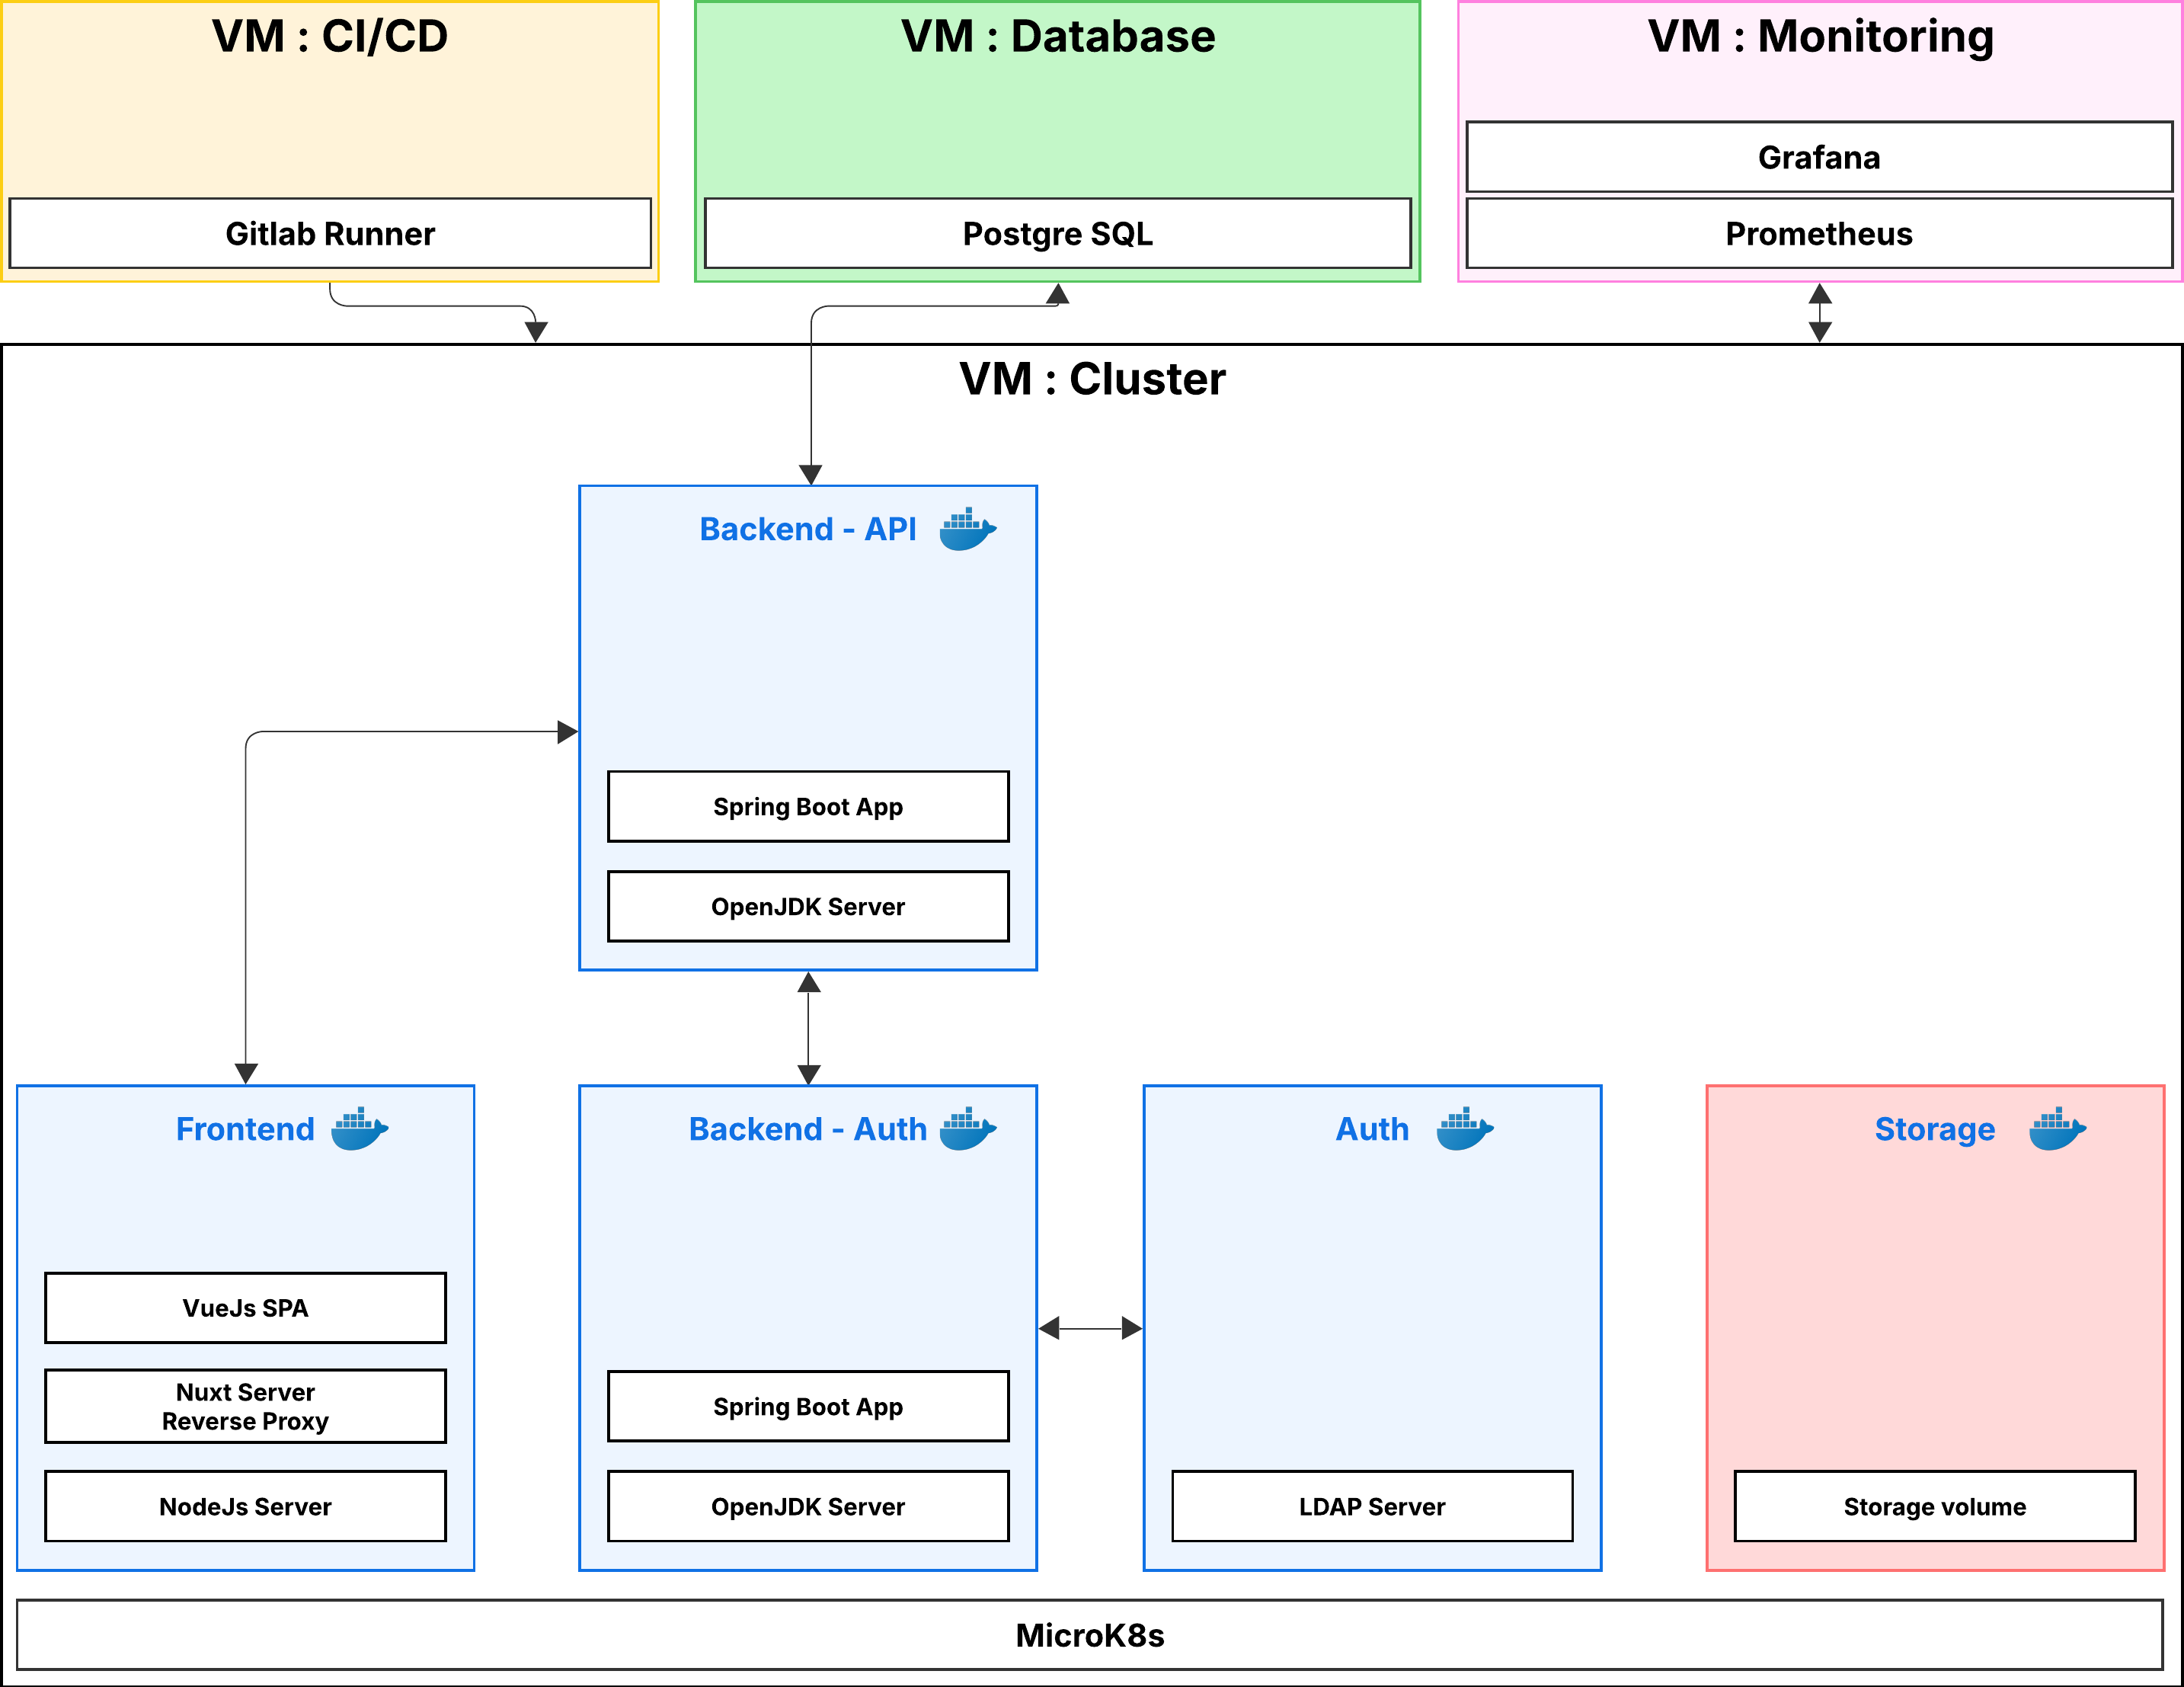 VM : CI/CD
Gitlab Runner
VM : Database
Postgre SQL
VM : Monitoring
Grafana
Prometheus
VM : Cluster
Backend - API
Spring Boot App
OpenJDK Server
Frontend
VueJs SPA
Nuxt Server
Reverse Proxy
NodeJs Server
Backend - Auth
Spring Boot App
OpenJDK Server
Auth
LDAP Server
Storage
Storage volume
MicroK8s